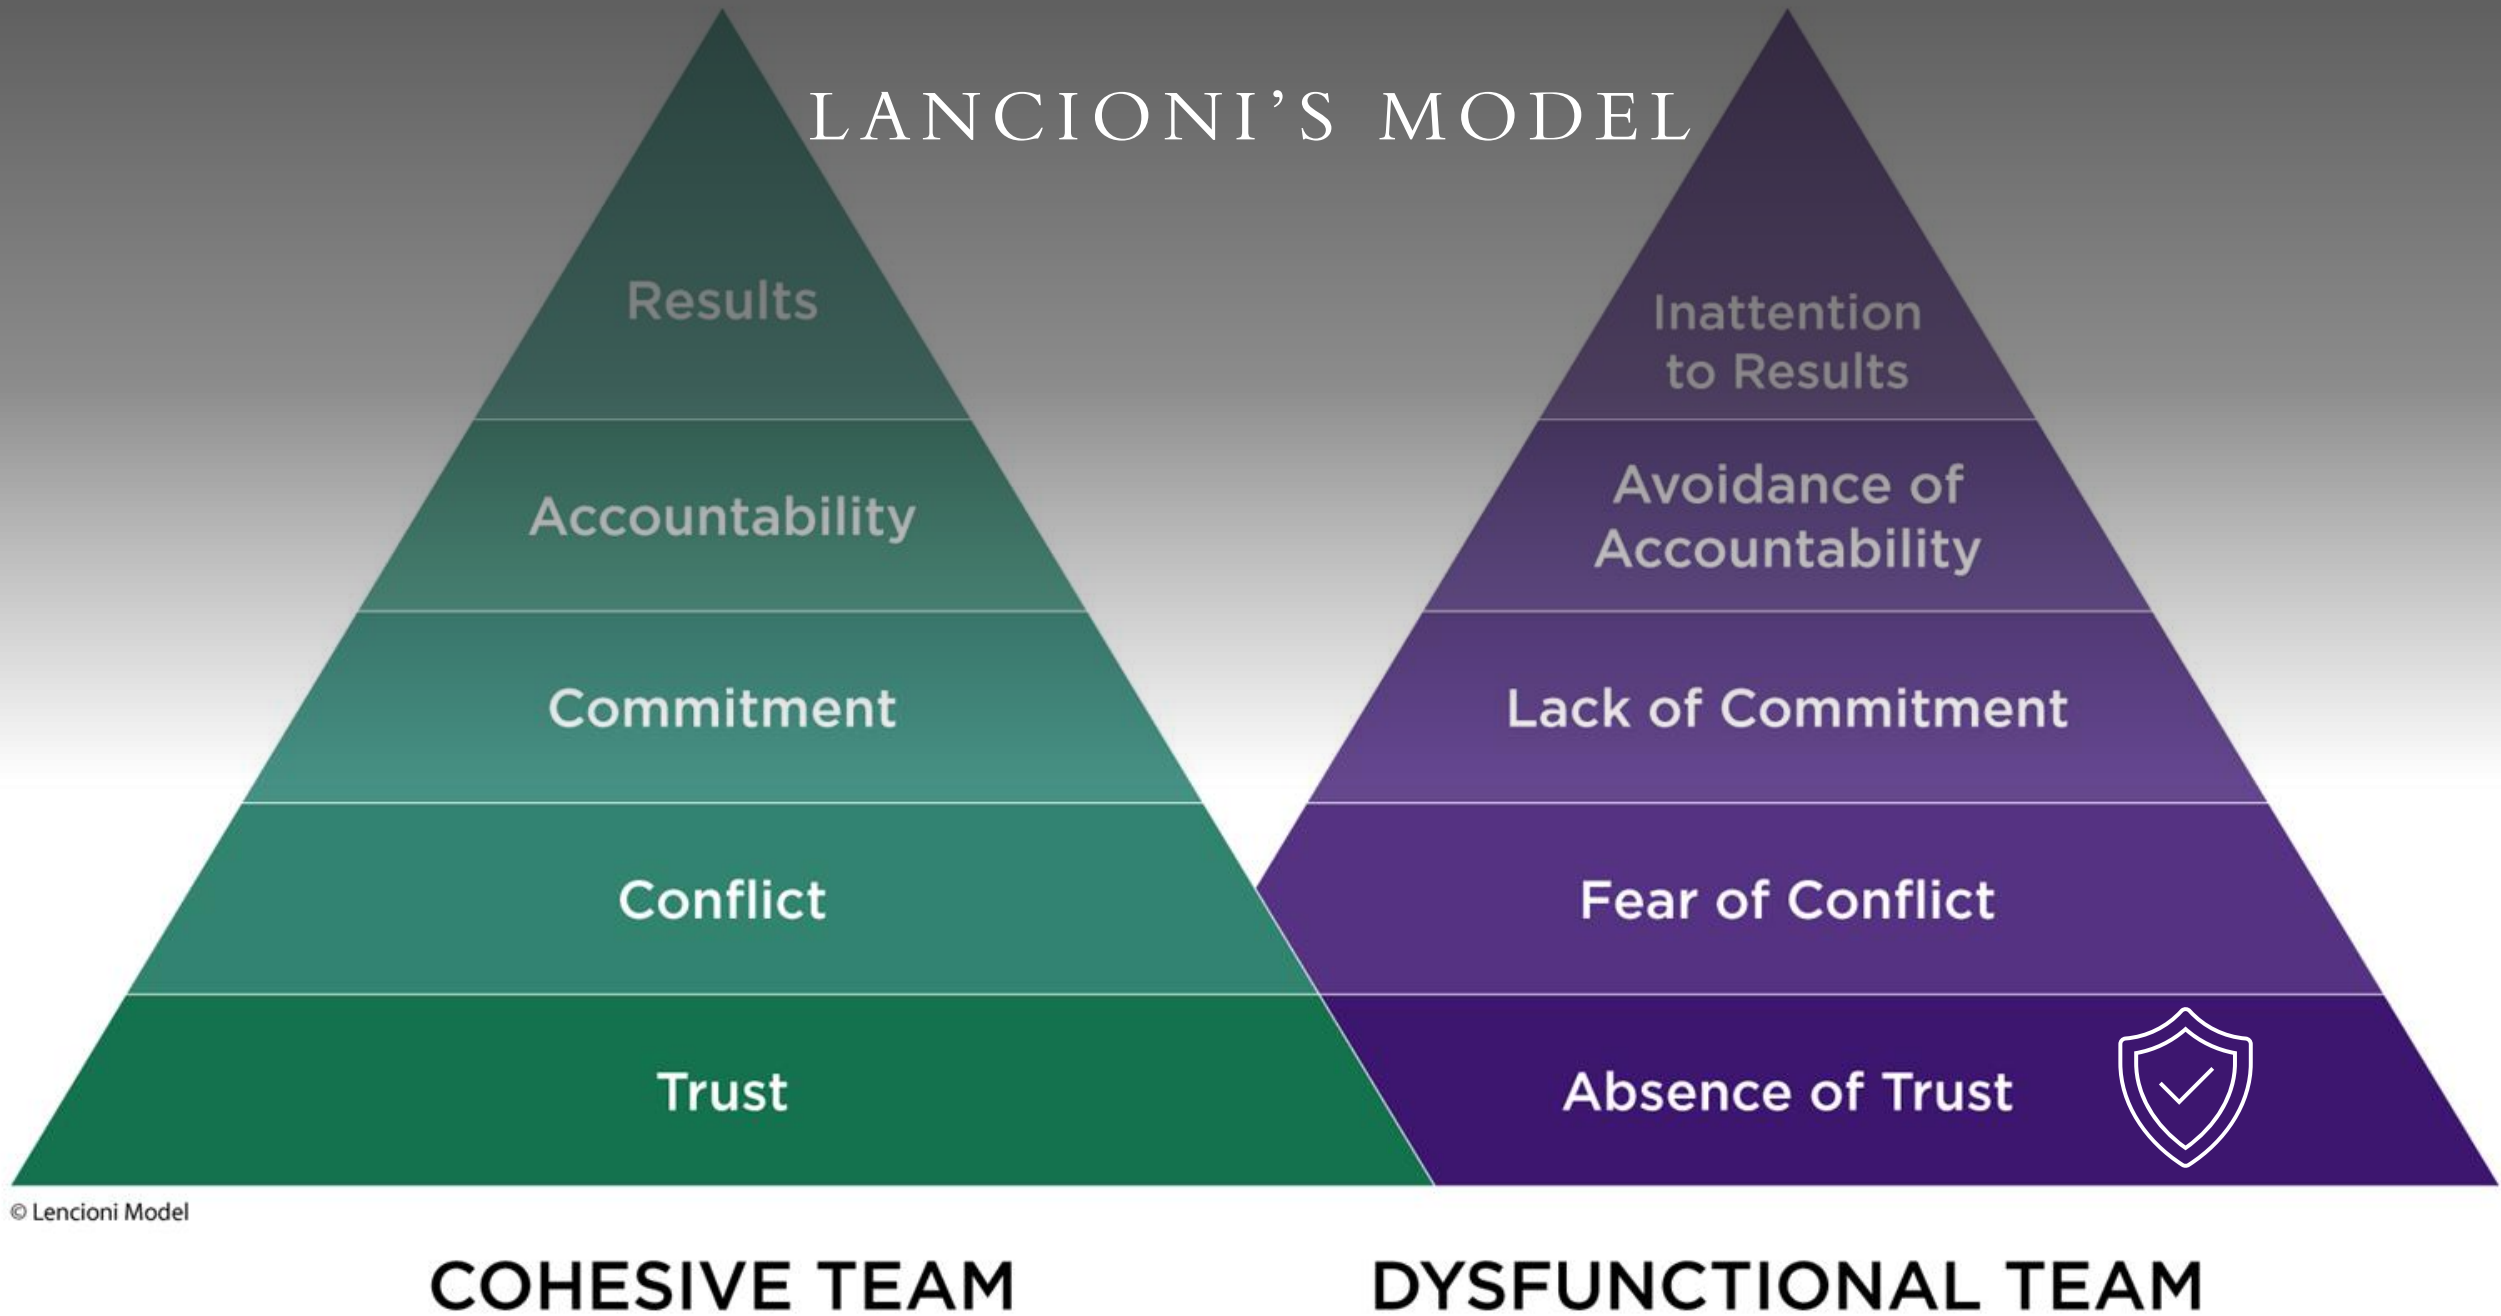 LANCIONI'S MODEL
Results
Accountability
Commitment
Conflict
Trust
Inattention
to Results
Avoidance of
Accountability
Lack of Commitment
Fear of Conflict
Absence of Trust
© Lencioni Model
COHESIVE TEAM
DYSFUNCTIONAL TEAM